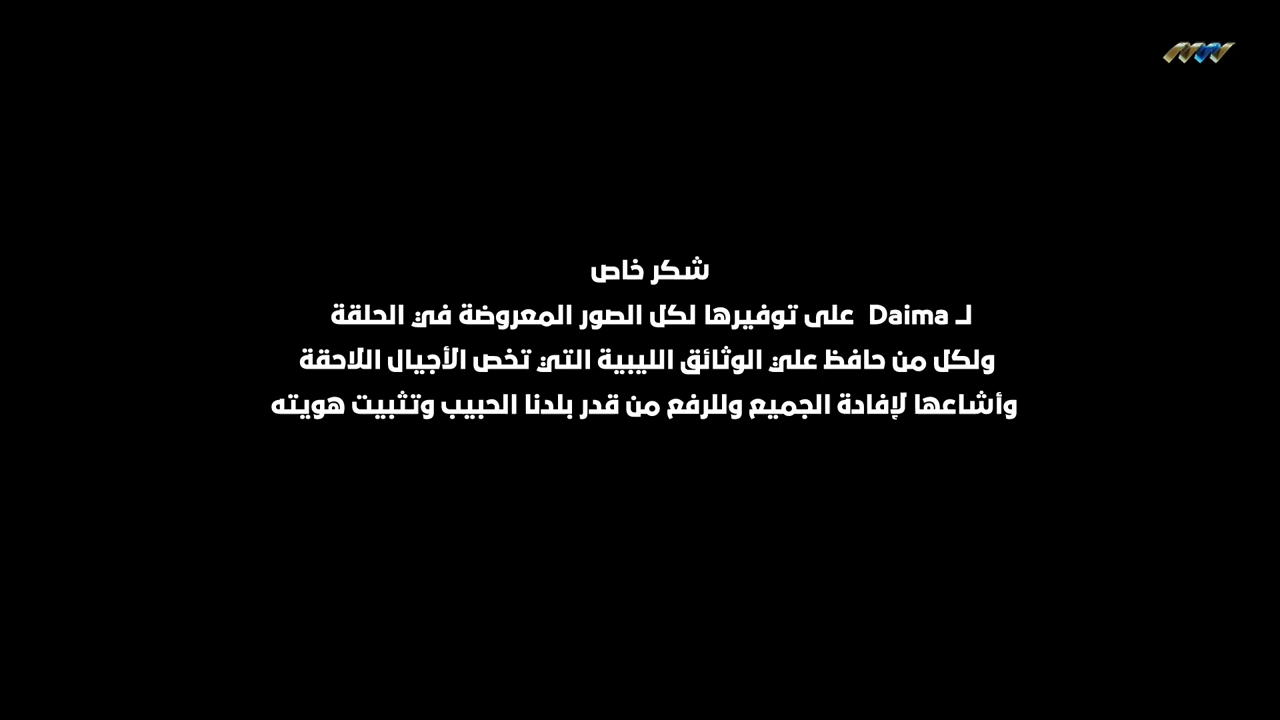 شكر خاص
لـ Daima على توفيرها لكل الصور المعروضة في الحلقة
ولكل من حافظ علي الوثائق الليبية التي تخص الأجيال اللاحقة
وأشاعها لإفادة الجميع وللرفع من قدر بلدنا الحبيب وتثبيت هويته